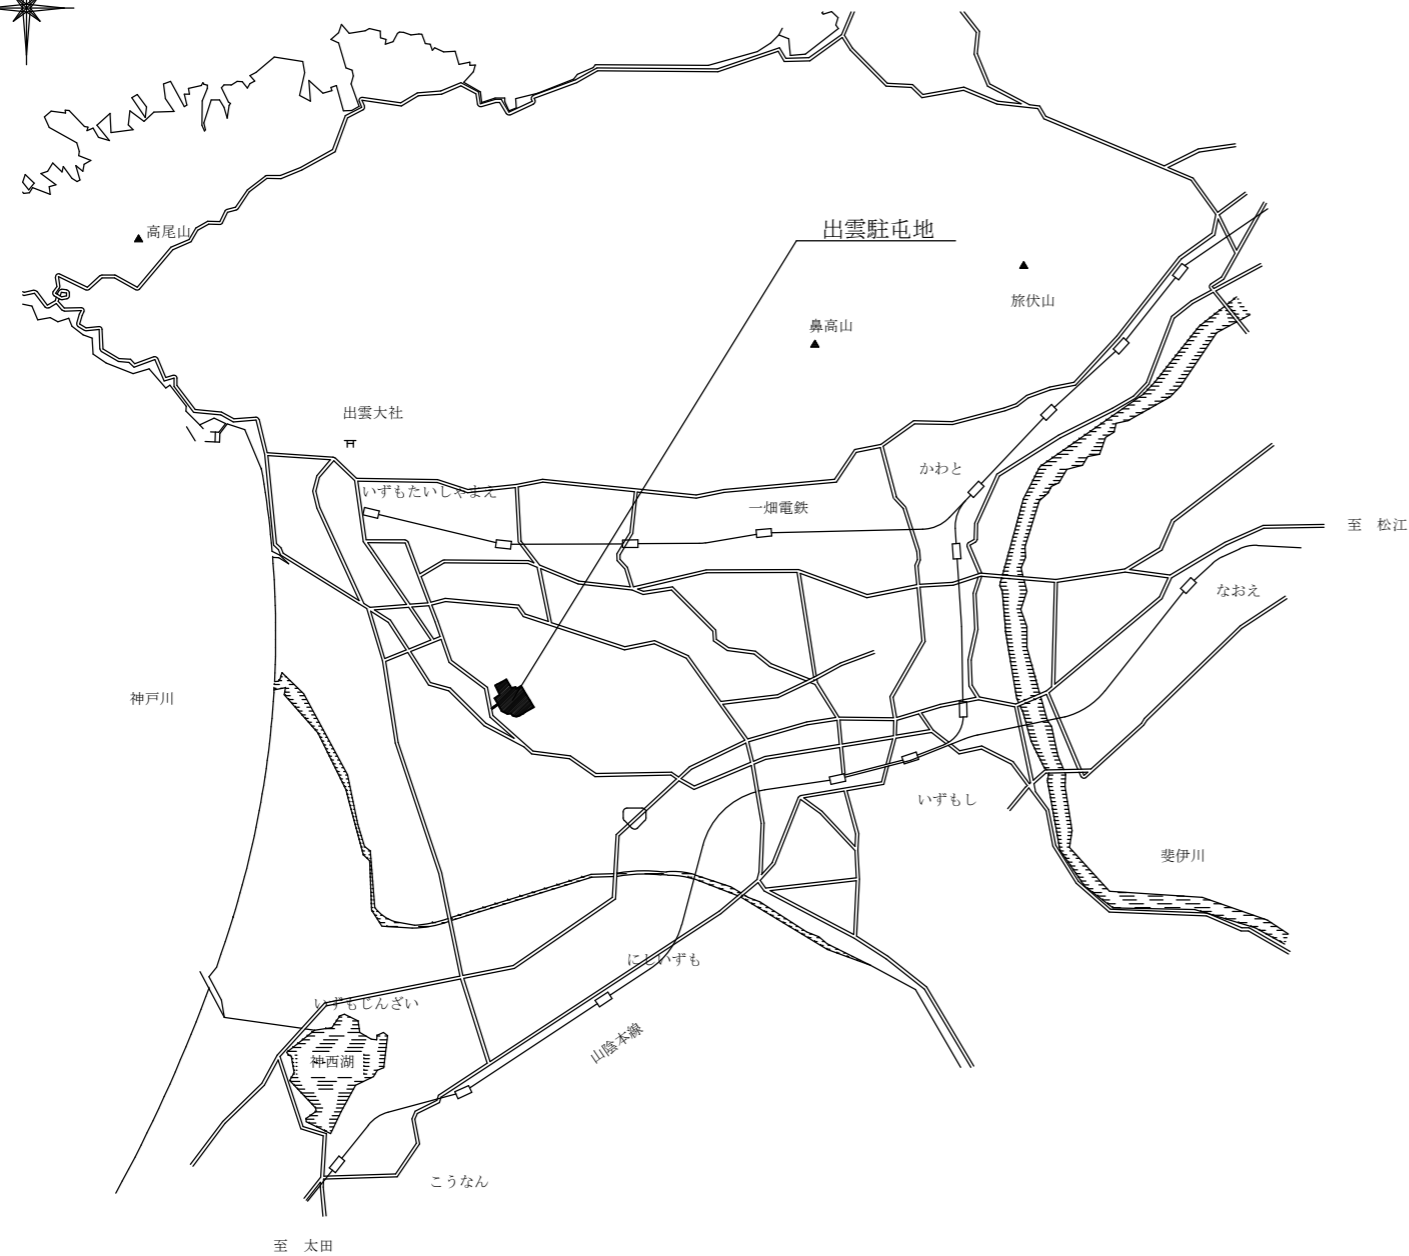 高尾山
出雲駐屯地
旅伏山
鼻高山
出雲大社
かわと
いずもたいしゃまえ
一畑電鉄
至　松江
なおえ
神戸川
いずもし
斐伊川
にしいずも
いずもじんざい
山陰本線
神西湖
こうなん
至　太田